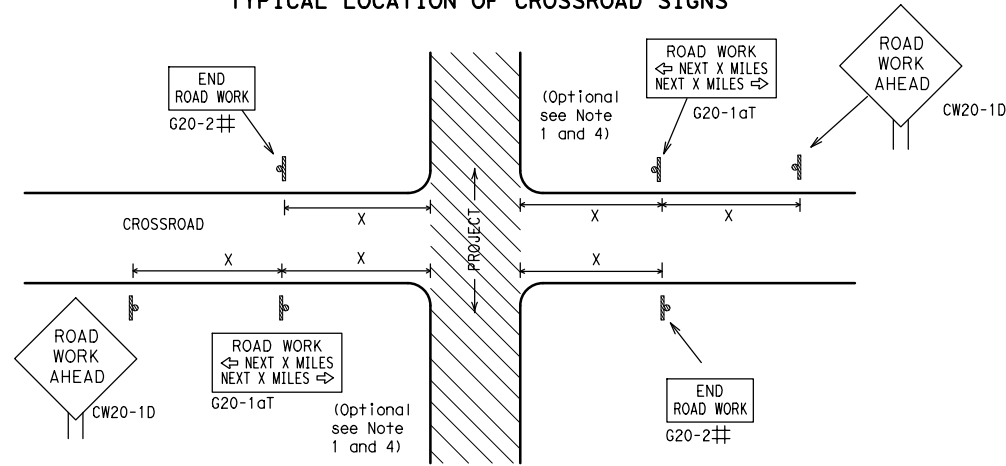 TYPICAL LOCATION OF CROSSROAD SIGNS
ROAD
WORK
AHEAD
CW20-1D
ROAD WORK
⇦ NEXT X MILES
NEXT X MILES ⇨
G20-1aT
(Optional
see Note
1 and 4)
END
ROAD WORK
G20-2#
X
X
X
CROSSROAD
PROJECT
X
X
X
ROAD
WORK
AHEAD
CW20-1D
ROAD WORK
⇦ NEXT X MILES
NEXT X MILES ⇨
G20-1aT
(Optional
see Note
1 and 4)
END
ROAD WORK
G20-2#